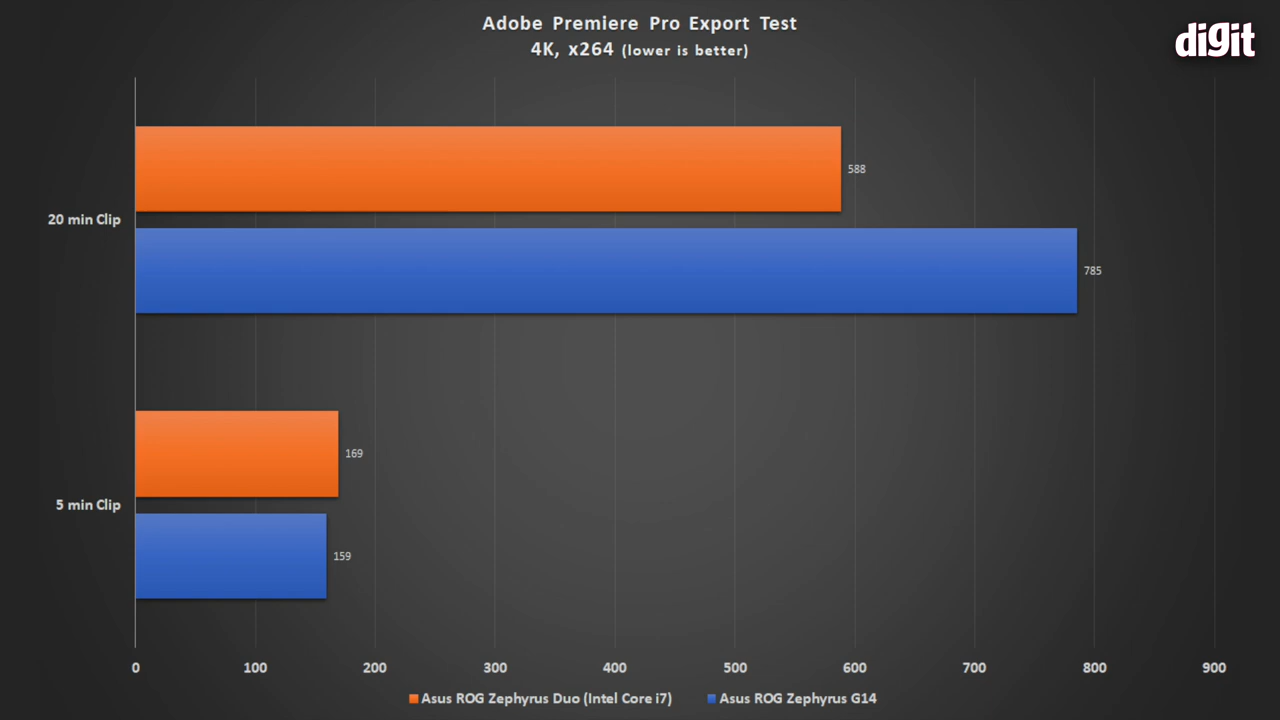 Adobe Premiere Pro Export Test
4K, x264 (lower is better)
digit
588
20 min Clip
785
169
5 min Clip
159
0 100 200 300 400 500 600 700 800 900
Asus ROG Zephyrus Duo (Intel Core i7) Asus ROG Zephyrus G14